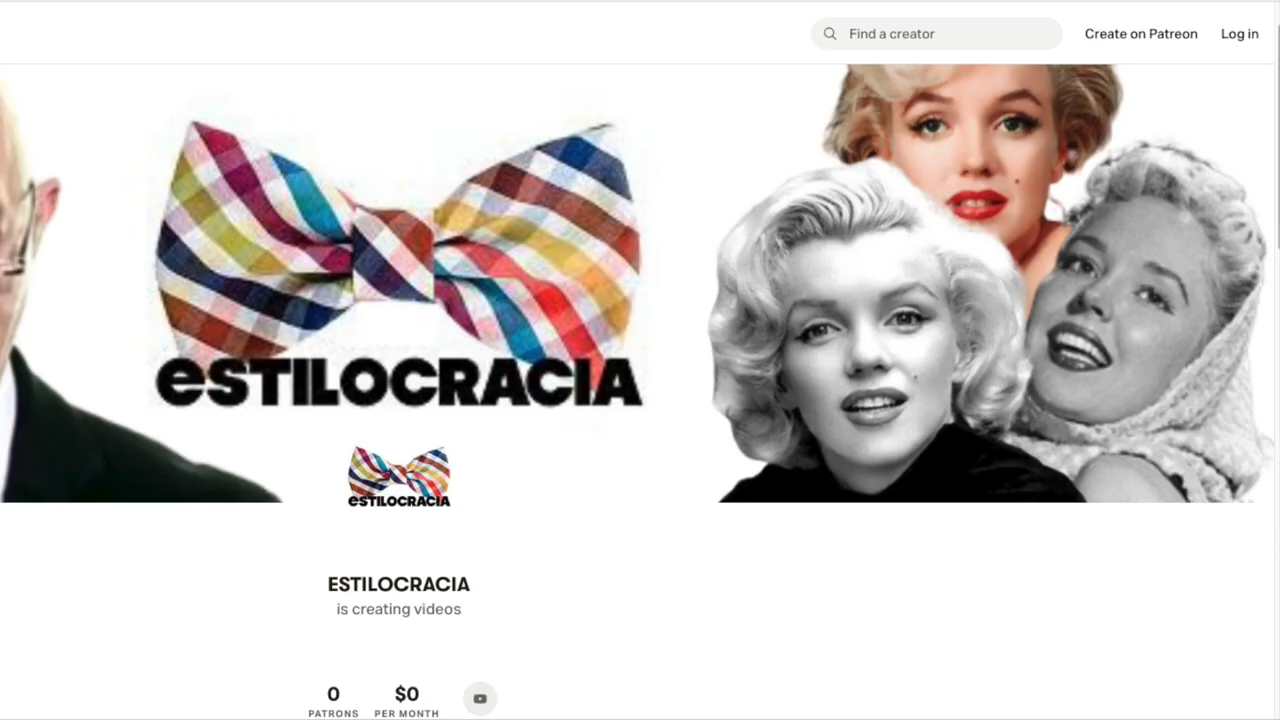 Find a creator
Create on Patreon
Log in
eSTILOCRACIA
eSTILOCRACIA
ESTILOCRACIA
is creating videos
0
PATRONS
$0
PER MONTH